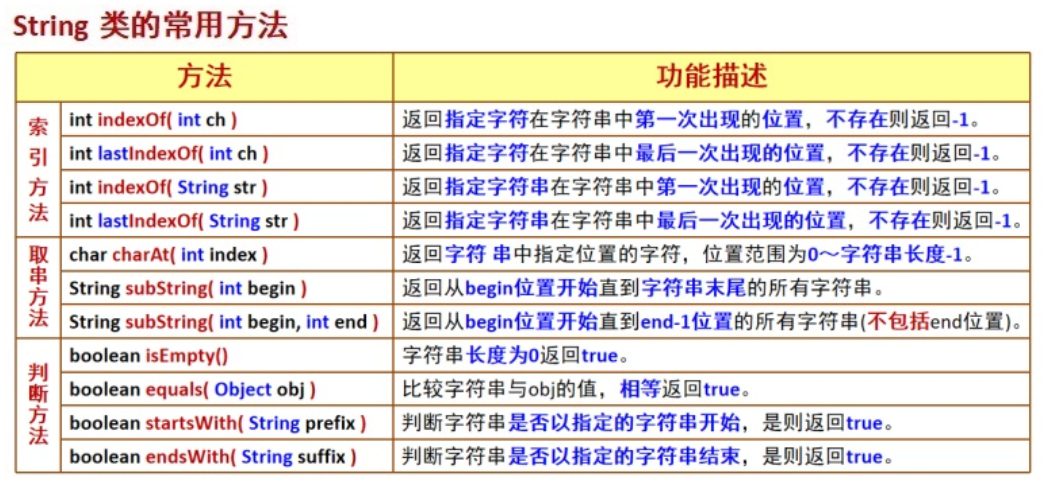 String 类的常用方法
方法 功能描述
索引方法
int indexOf( int ch ) 返回指定字符在字符串中第一次出现的位置，不存在则返回-1。
int lastIndexOf( int ch ) 返回指定字符在字符串中最后一次出现的位置，不存在则返回-1。
int indexOf( String str ) 返回指定字符串在字符串中第一次出现的位置，不存在则返回-1。
int lastIndexOf( String str ) 返回指定字符串在字符串中最后一次出现的位置，不存在则返回-1。
取串方法
char charAt( int index ) 返回字符 串中指定位置的字符，位置范围为0～字符串长度-1。
String subString( int begin ) 返回从begin位置开始直到字符串末尾的所有字符串。
String subString( int begin, int end ) 返回从begin位置开始直到end-1位置的所有字符串(不包括end位置)。
判断方法
boolean isEmpty() 字符串长度为0返回true。
boolean equals( Object obj ) 比较字符串与obj的值，相等返回true。
boolean startsWith( String prefix ) 判断字符串是否以指定的字符串开始，是则返回true。
boolean endsWith( String suffix ) 判断字符串是否以指定的字符串结束，是则返回true。